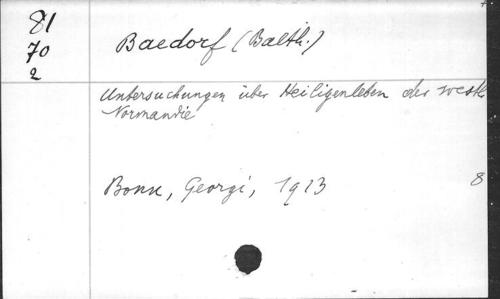 81
70
2
Baedorf (Balth.)
Untersuchungen über Heiligenleben der westl.
Normandie
Bonn, Georgi, 1913
8